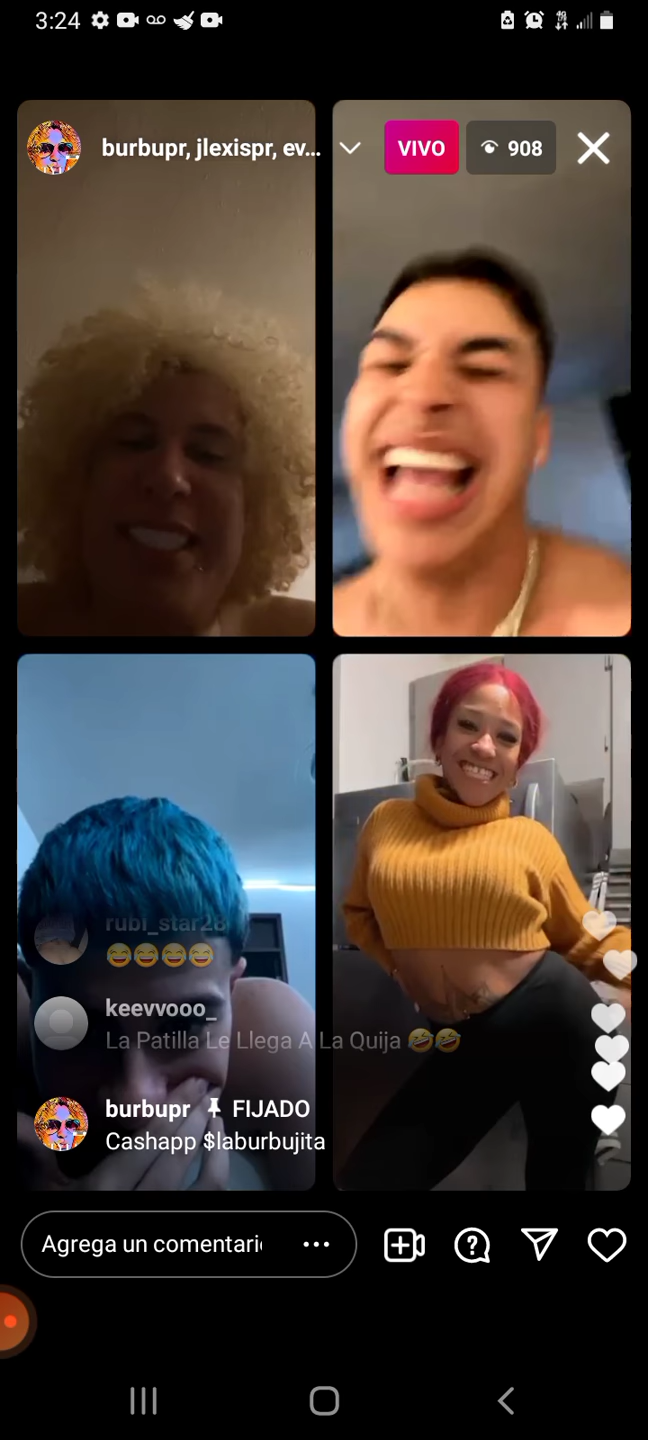 3:24
burbupr, jlexispr, ev...
VIVO
908
rubi_star28
😂😂😂😂
keevvooo_
La Patilla Le Llega A La Quija 🤣🤣
burbupr 📌 FIJADO
Cashapp $laburbujita
Agrega un comentari